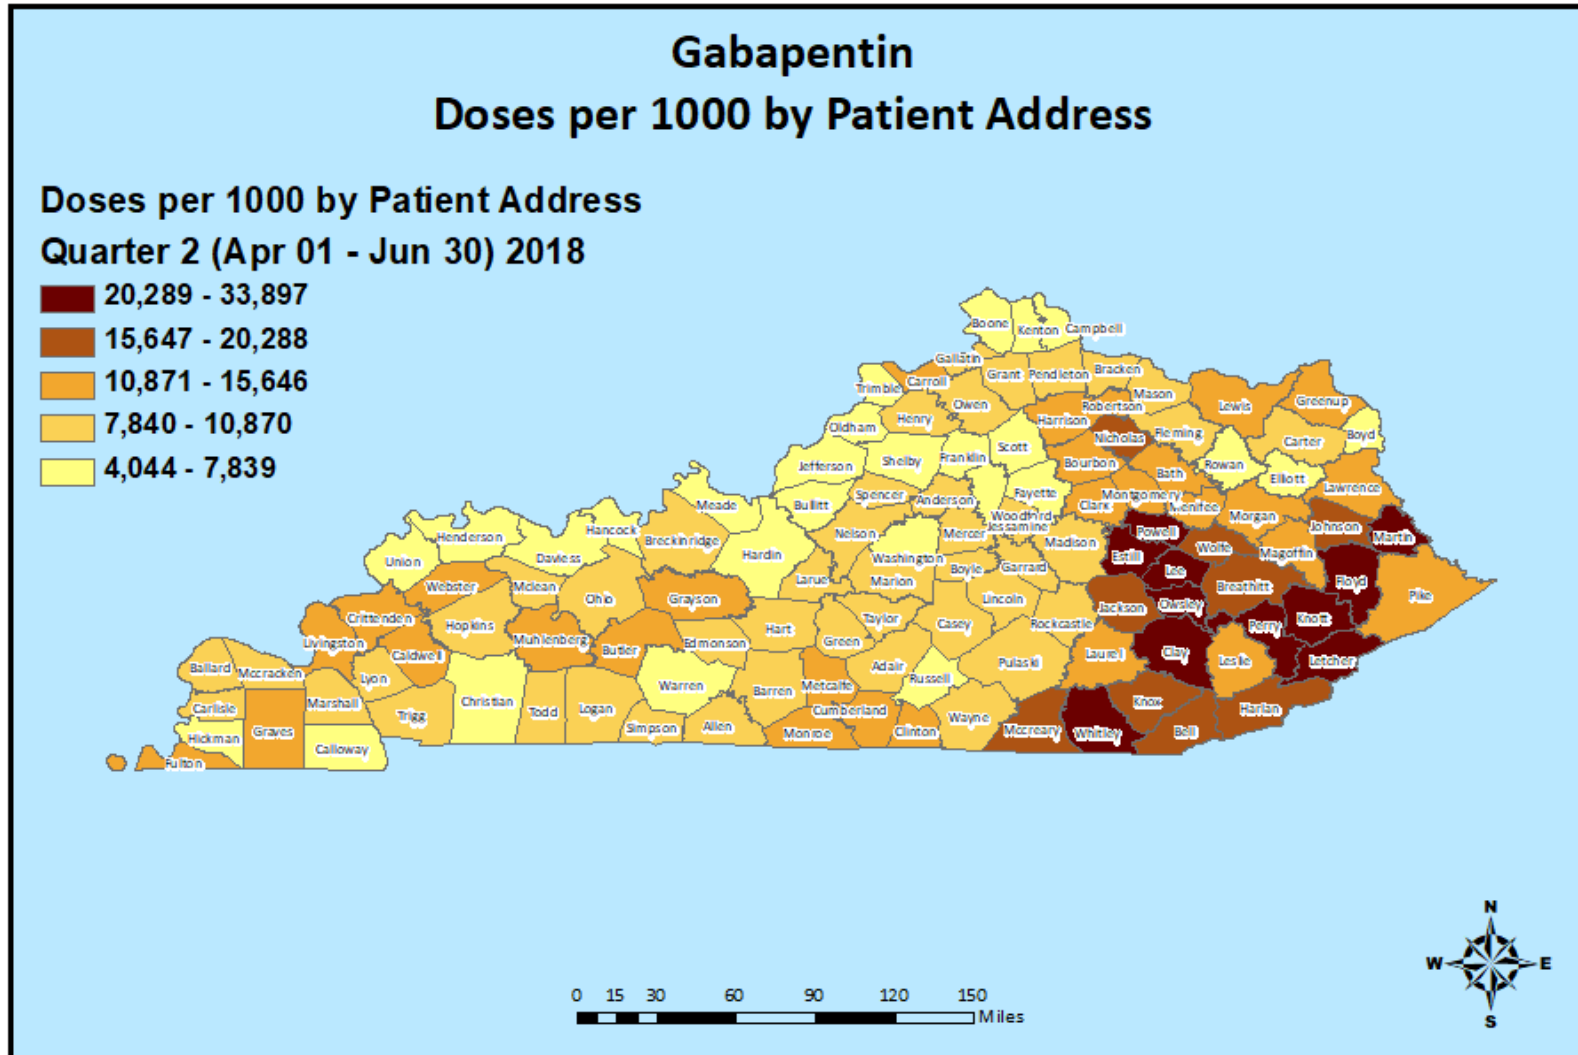 Gabapentin
Doses per 1000 by Patient Address
Doses per 1000 by Patient Address
Quarter 2 (Apr 01 - Jun 30) 2018
20,289 - 33,897
15,647 - 20,288
10,871 - 15,646
7,840 - 10,870
4,044 - 7,839
Boone
Kenton
Campbell
Gallatin
Trimble
Carroll
Grant
Pendleton
Bracken
Mason
Lewis
Greenup
Oldham
Henry
Owen
Harrison
Robertson
Nicholas
Fleming
Carter
Boyd
Jefferson
Shelby
Franklin
Scott
Bourbon
Bath
Rowan
Elliott
Lawrence
Meade
Bullitt
Spencer
Anderson
Woodford
Fayette
Clark
Montgomery
Menifee
Morgan
Johnson
Martin
Union
Henderson
Daviess
Hancock
Breckinridge
Hardin
Nelson
Washington
Mercer
Jessamine
Madison
Estill
Powell
Wolfe
Magoffin
Floyd
Pike
Webster
Mclean
Ohio
Grayson
Larue
Marion
Boyle
Garrard
Lee
Breathitt
Crittenden
Livingston
Hopkins
Muhlenberg
Butler
Edmonson
Hart
Green
Taylor
Casey
Lincoln
Rockcastle
Jackson
Owsley
Perry
Knott
Ballard
Mccracken
Lyon
Caldwell
Christian
Warren
Barren
Metcalfe
Adair
Russell
Pulaski
Laurel
Clay
Leslie
Letcher
Carlisle
Marshall
Trigg
Todd
Logan
Simpson
Allen
Monroe
Cumberland
Clinton
Wayne
Mccreary
Whitley
Knox
Bell
Harlan
Hickman
Graves
Calloway
Fulton
N
W E
S
0 15 30 60 90 120 150
Miles